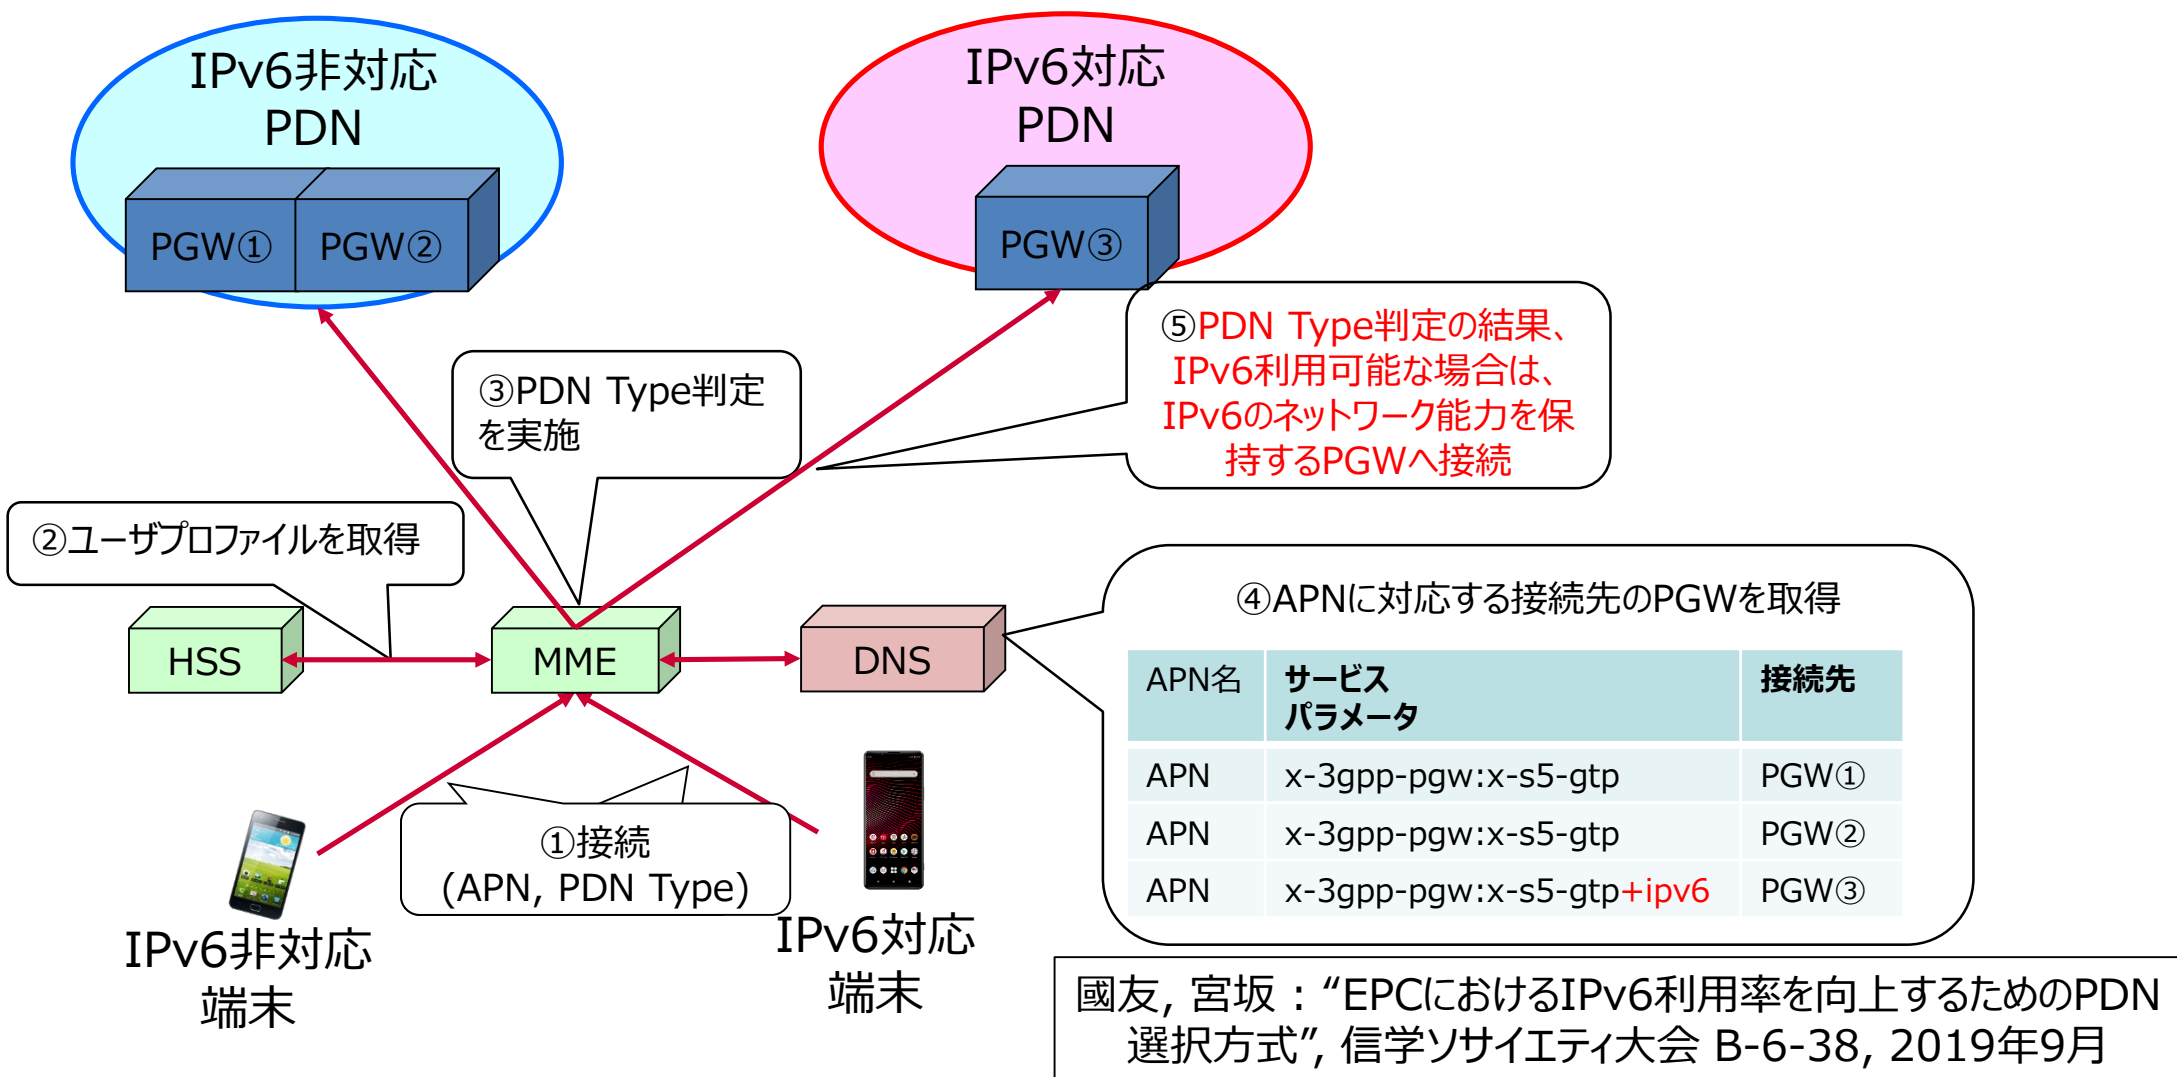 IPv6非対応
PDN
PGW①
PGW②
IPv6対応
PDN
PGW③
⑤PDN Type判定の結果、
IPv6利用可能な場合は、
IPv6のネットワーク能力を保
持するPGWへ接続
③PDN Type判定
を実施
②ユーザプロファイルを取得
HSS
MME
DNS
④APNに対応する接続先のPGWを取得
APN名 サービス 接続先
パラメータ
APN x-3gpp-pgw:x-s5-gtp PGW①
APN x-3gpp-pgw:x-s5-gtp PGW②
APN x-3gpp-pgw:x-s5-gtp+ipv6 PGW③
①接続
(APN, PDN Type)
IPv6非対応
端末
IPv6対応
端末
國友, 宮坂：“EPCにおけるIPv6利用率を向上するためのPDN
選択方式”, 信学ソサイエティ大会 B-6-38, 2019年9月